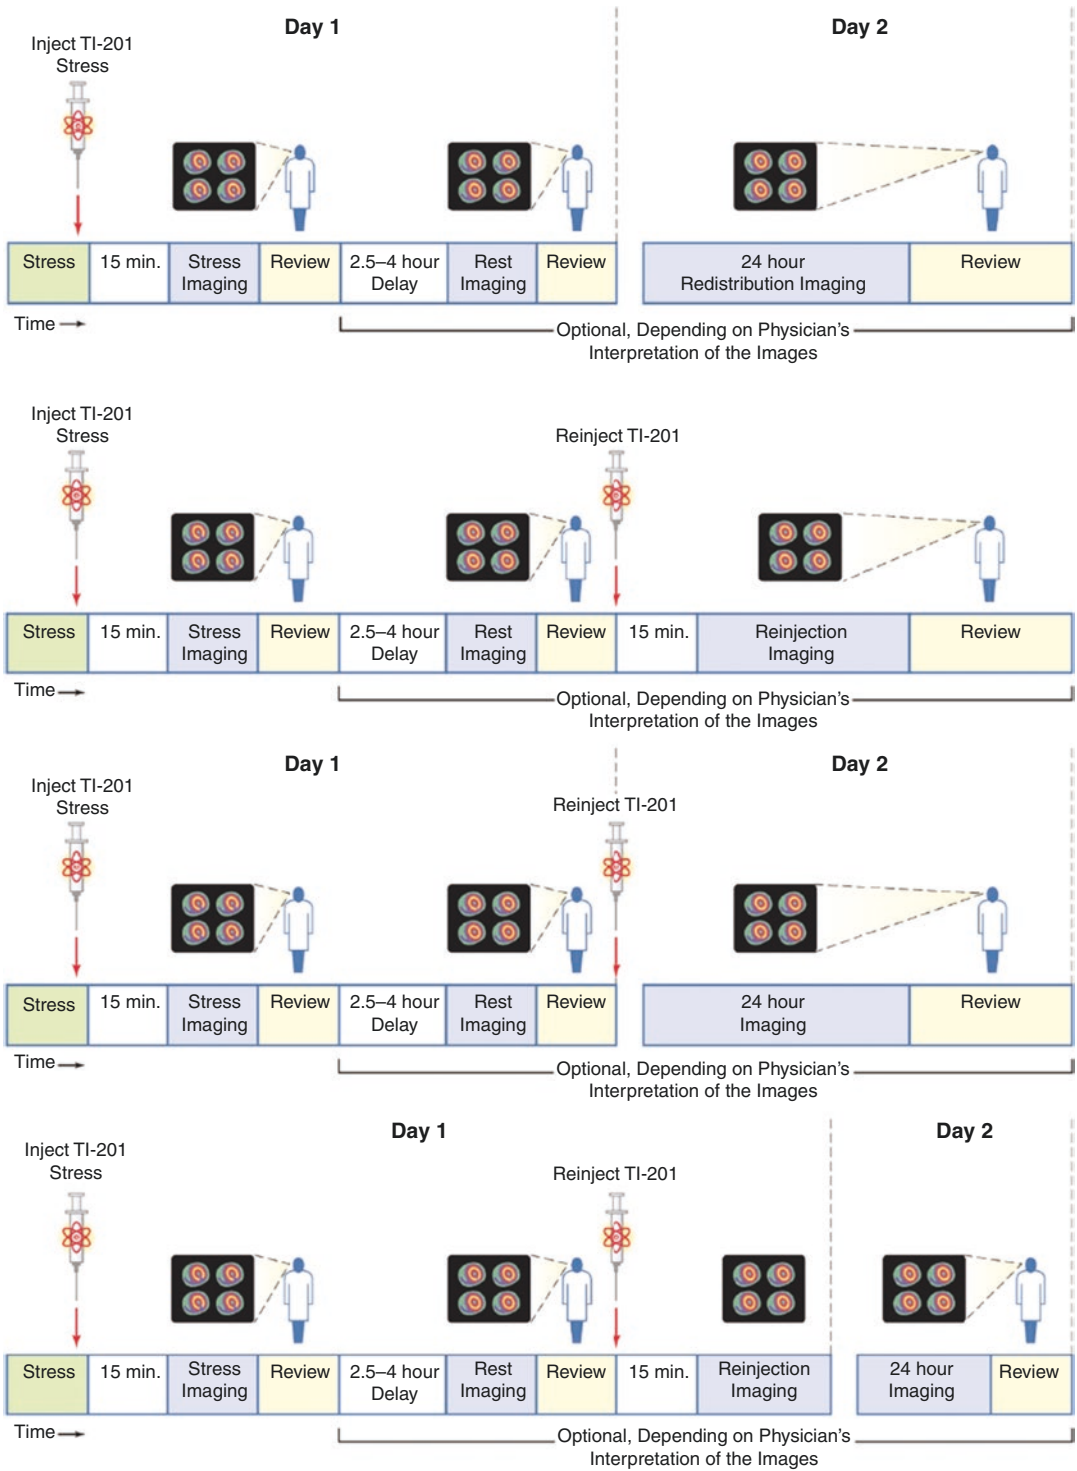 Day 1
Day 2
Inject TI-201
Stress
Stress
15 min.
Stress
Imaging
Review
2.5–4 hour
Delay
Rest
Imaging
Review
24 hour
Redistribution Imaging
Review
Time
Optional, Depending on Physician's
Interpretation of the Images
Inject TI-201
Stress
Reinject TI-201
Stress
15 min.
Stress
Imaging
Review
2.5–4 hour
Delay
Rest
Imaging
Review
15 min.
Reinjection
Imaging
Review
Time
Optional, Depending on Physician's
Interpretation of the Images
Day 1
Day 2
Inject TI-201
Stress
Reinject TI-201
Stress
15 min.
Stress
Imaging
Review
2.5–4 hour
Delay
Rest
Imaging
Review
24 hour
Imaging
Review
Time
Optional, Depending on Physician's
Interpretation of the Images
Day 1
Day 2
Inject TI-201
Stress
Reinject TI-201
Stress
15 min.
Stress
Imaging
Review
2.5–4 hour
Delay
Rest
Imaging
Review
15 min.
Reinjection
Imaging
24 hour
Imaging
Review
Time
Optional, Depending on Physician's
Interpretation of the Images